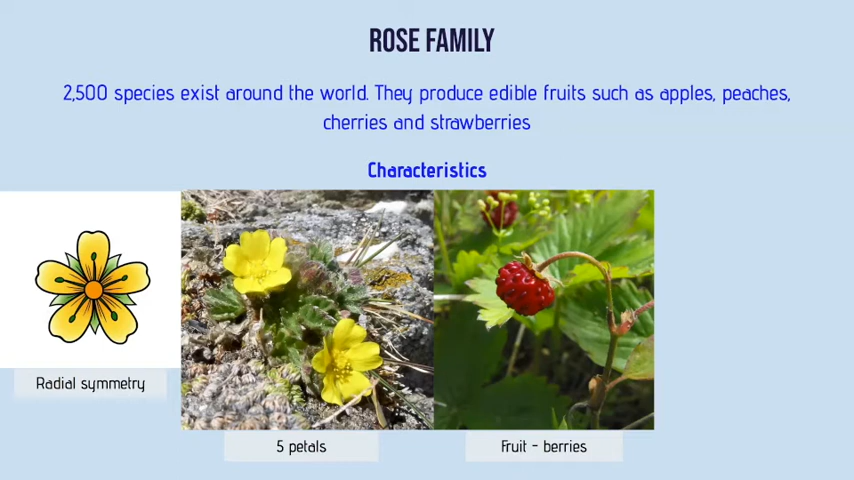 ROSE FAMILY
2,500 species exist around the world. They produce edible fruits such as apples, peaches,
cherries and strawberries
Characteristics
Radial symmetry
5 petals
Fruit - berries